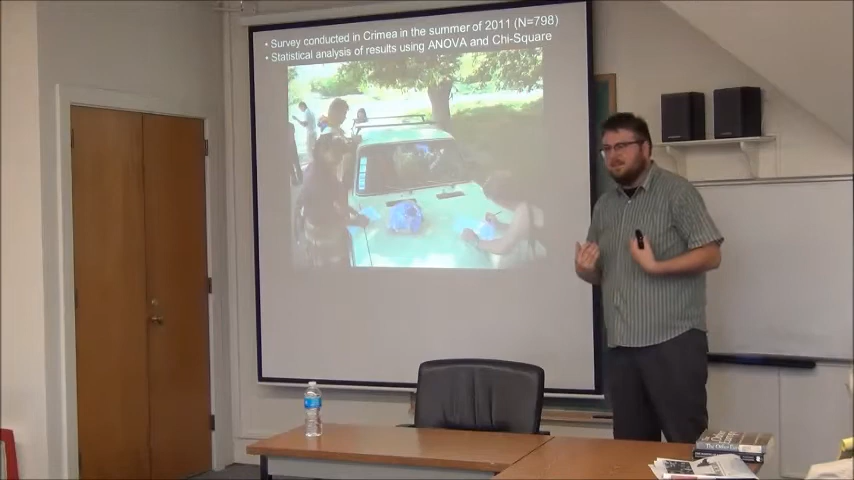 • Survey conducted in Crimea in the summer of 2011 (N=798)
• Statistical analysis of results using ANOVA and Chi-Square